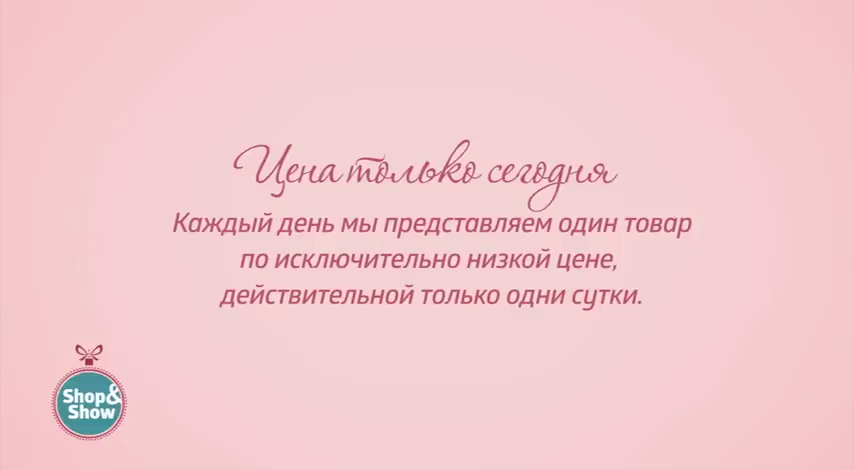 Цена только сегодня
Каждый день мы представляем один товар
по исключительно низкой цене,
действительной только одни сутки.
Shop&
Show